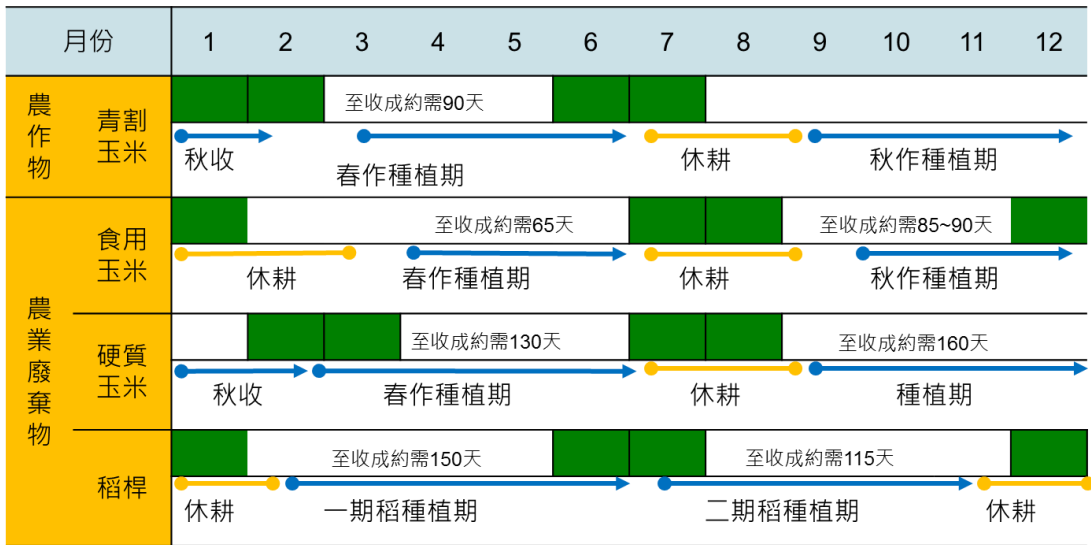 月份 1 2 3 4 5 6 7 8 9 10 11 12
農作物
青割玉米
至收成約需90天
秋收
春作種植期
休耕
秋作種植期
農業廢棄物
食用玉米
至收成約需65天
至收成約需85~90天
休耕
春作種植期
休耕
秋作種植期
硬質玉米
至收成約需130天
至收成約需160天
秋收
春作種植期
休耕
種植期
稻桿
至收成約需150天
至收成約需115天
休耕
一期稻種植期
二期稻種植期
休耕